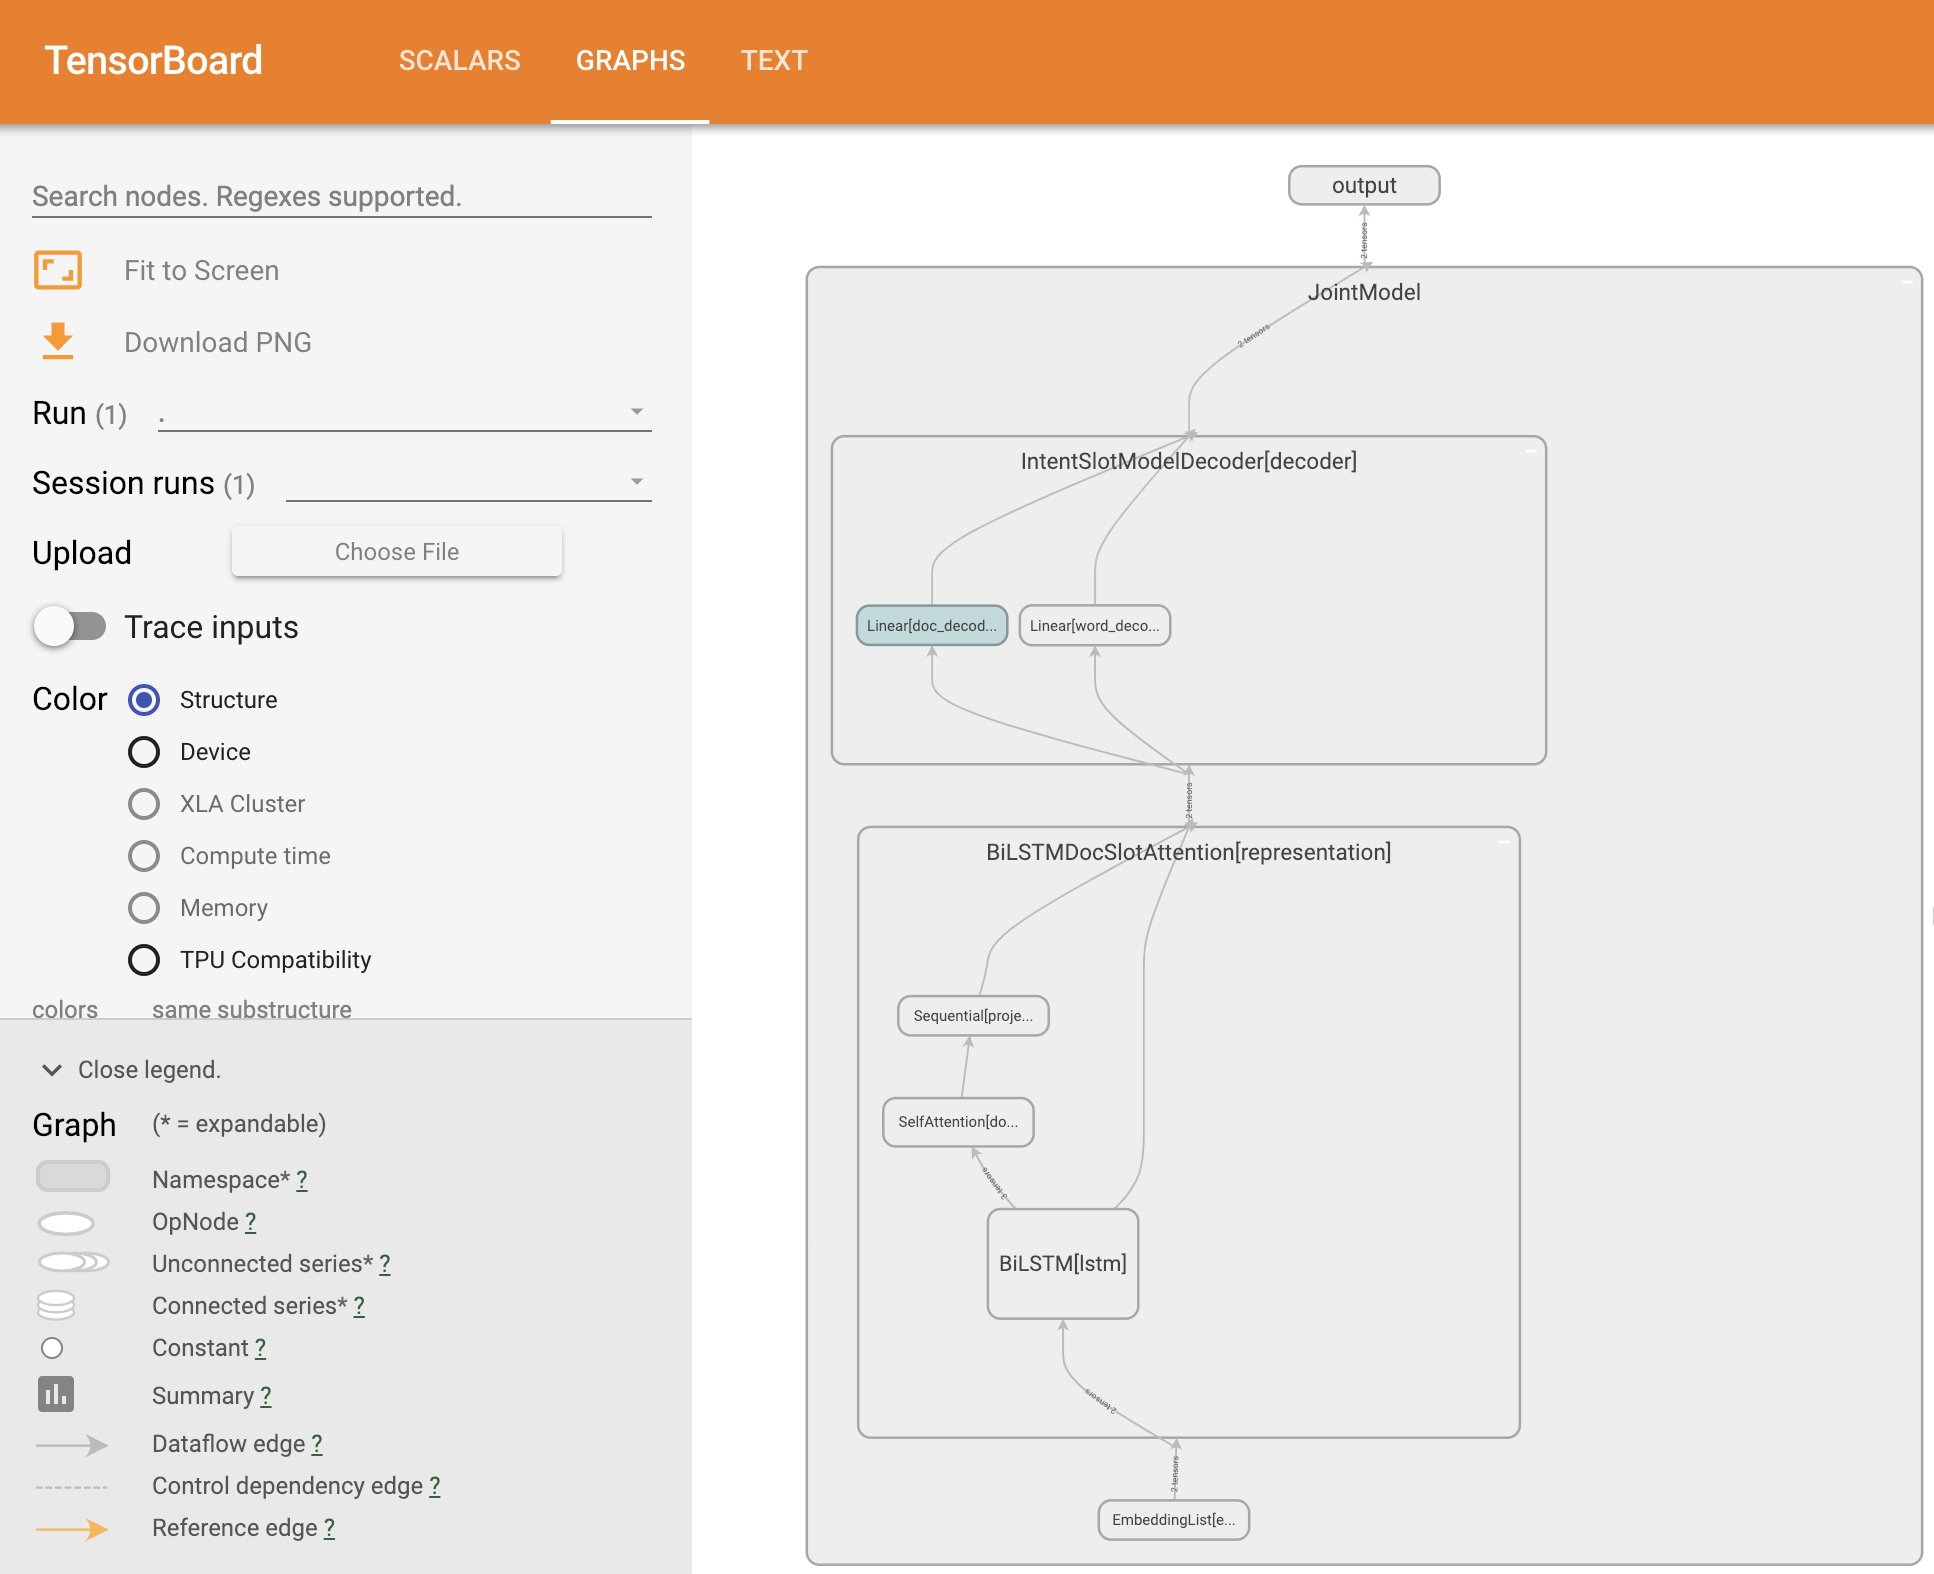 TensorBoard
SCALARS
GRAPHS
TEXT
Search nodes. Regexes supported.
Fit to Screen
Download PNG
Run (1) .
Session runs (1)
Upload
Choose File
Trace inputs
Color
Structure
Device
XLA Cluster
Compute time
Memory
TPU Compatibility
colors same substructure
Close legend.
Graph (* = expandable)
Namespace* ?
OpNode ?
Unconnected series* ?
Connected series* ?
Constant ?
Summary ?
Dataflow edge ?
Control dependency edge ?
Reference edge ?
output
2 tensors
JointModel
2 tensors
IntentSlotModelDecoder[decoder]
Linear[doc_decod...
Linear[word_deco...
2 tensors
BiLSTMDocSlotAttention[representation]
Sequential[proje...
SelfAttention[do...
3 tensors
BiLSTM[lstm]
2 tensors
2 tensors
EmbeddingList[e...